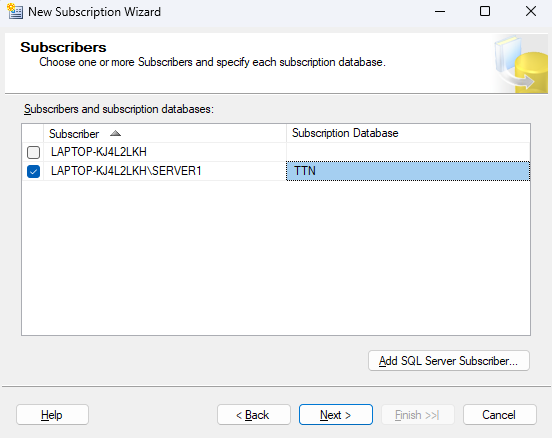 New Subscription Wizard
Subscribers
Choose one or more Subscribers and specify each subscription database.
Subscribers and subscription databases:
Subscriber Subscription Database
LAPTOP-KJ4L2LKH
LAPTOP-KJ4L2LKH\SERVER1 TTN
Add SQL Server Subscriber...
Help < Back Next > Finish >>| Cancel